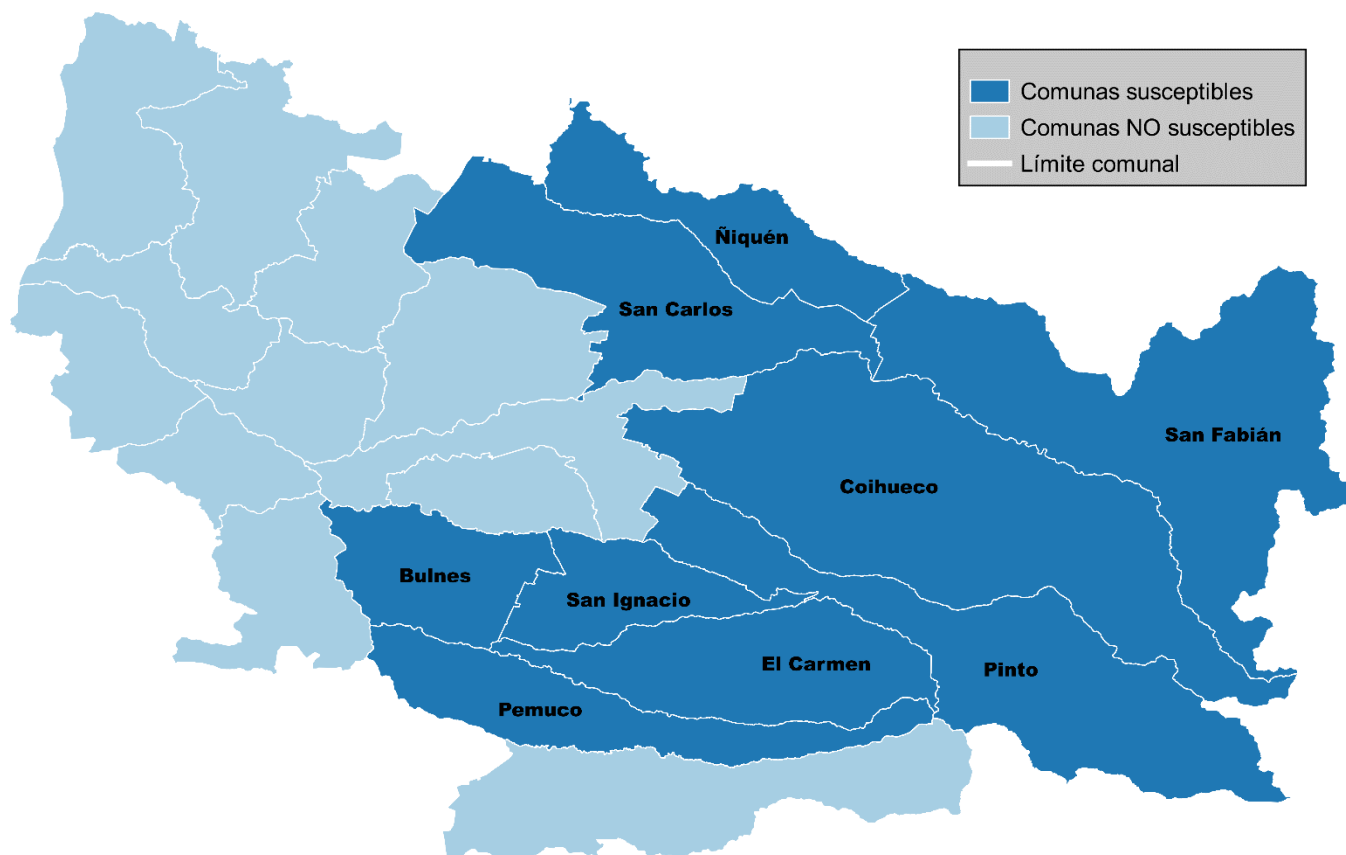 Comunas susceptibles
Comunas NO susceptibles
Límite comunal
Ñiquén
San Carlos
San Fabián
Coihueco
Bulnes
San Ignacio
El Carmen
Pinto
Pemuco